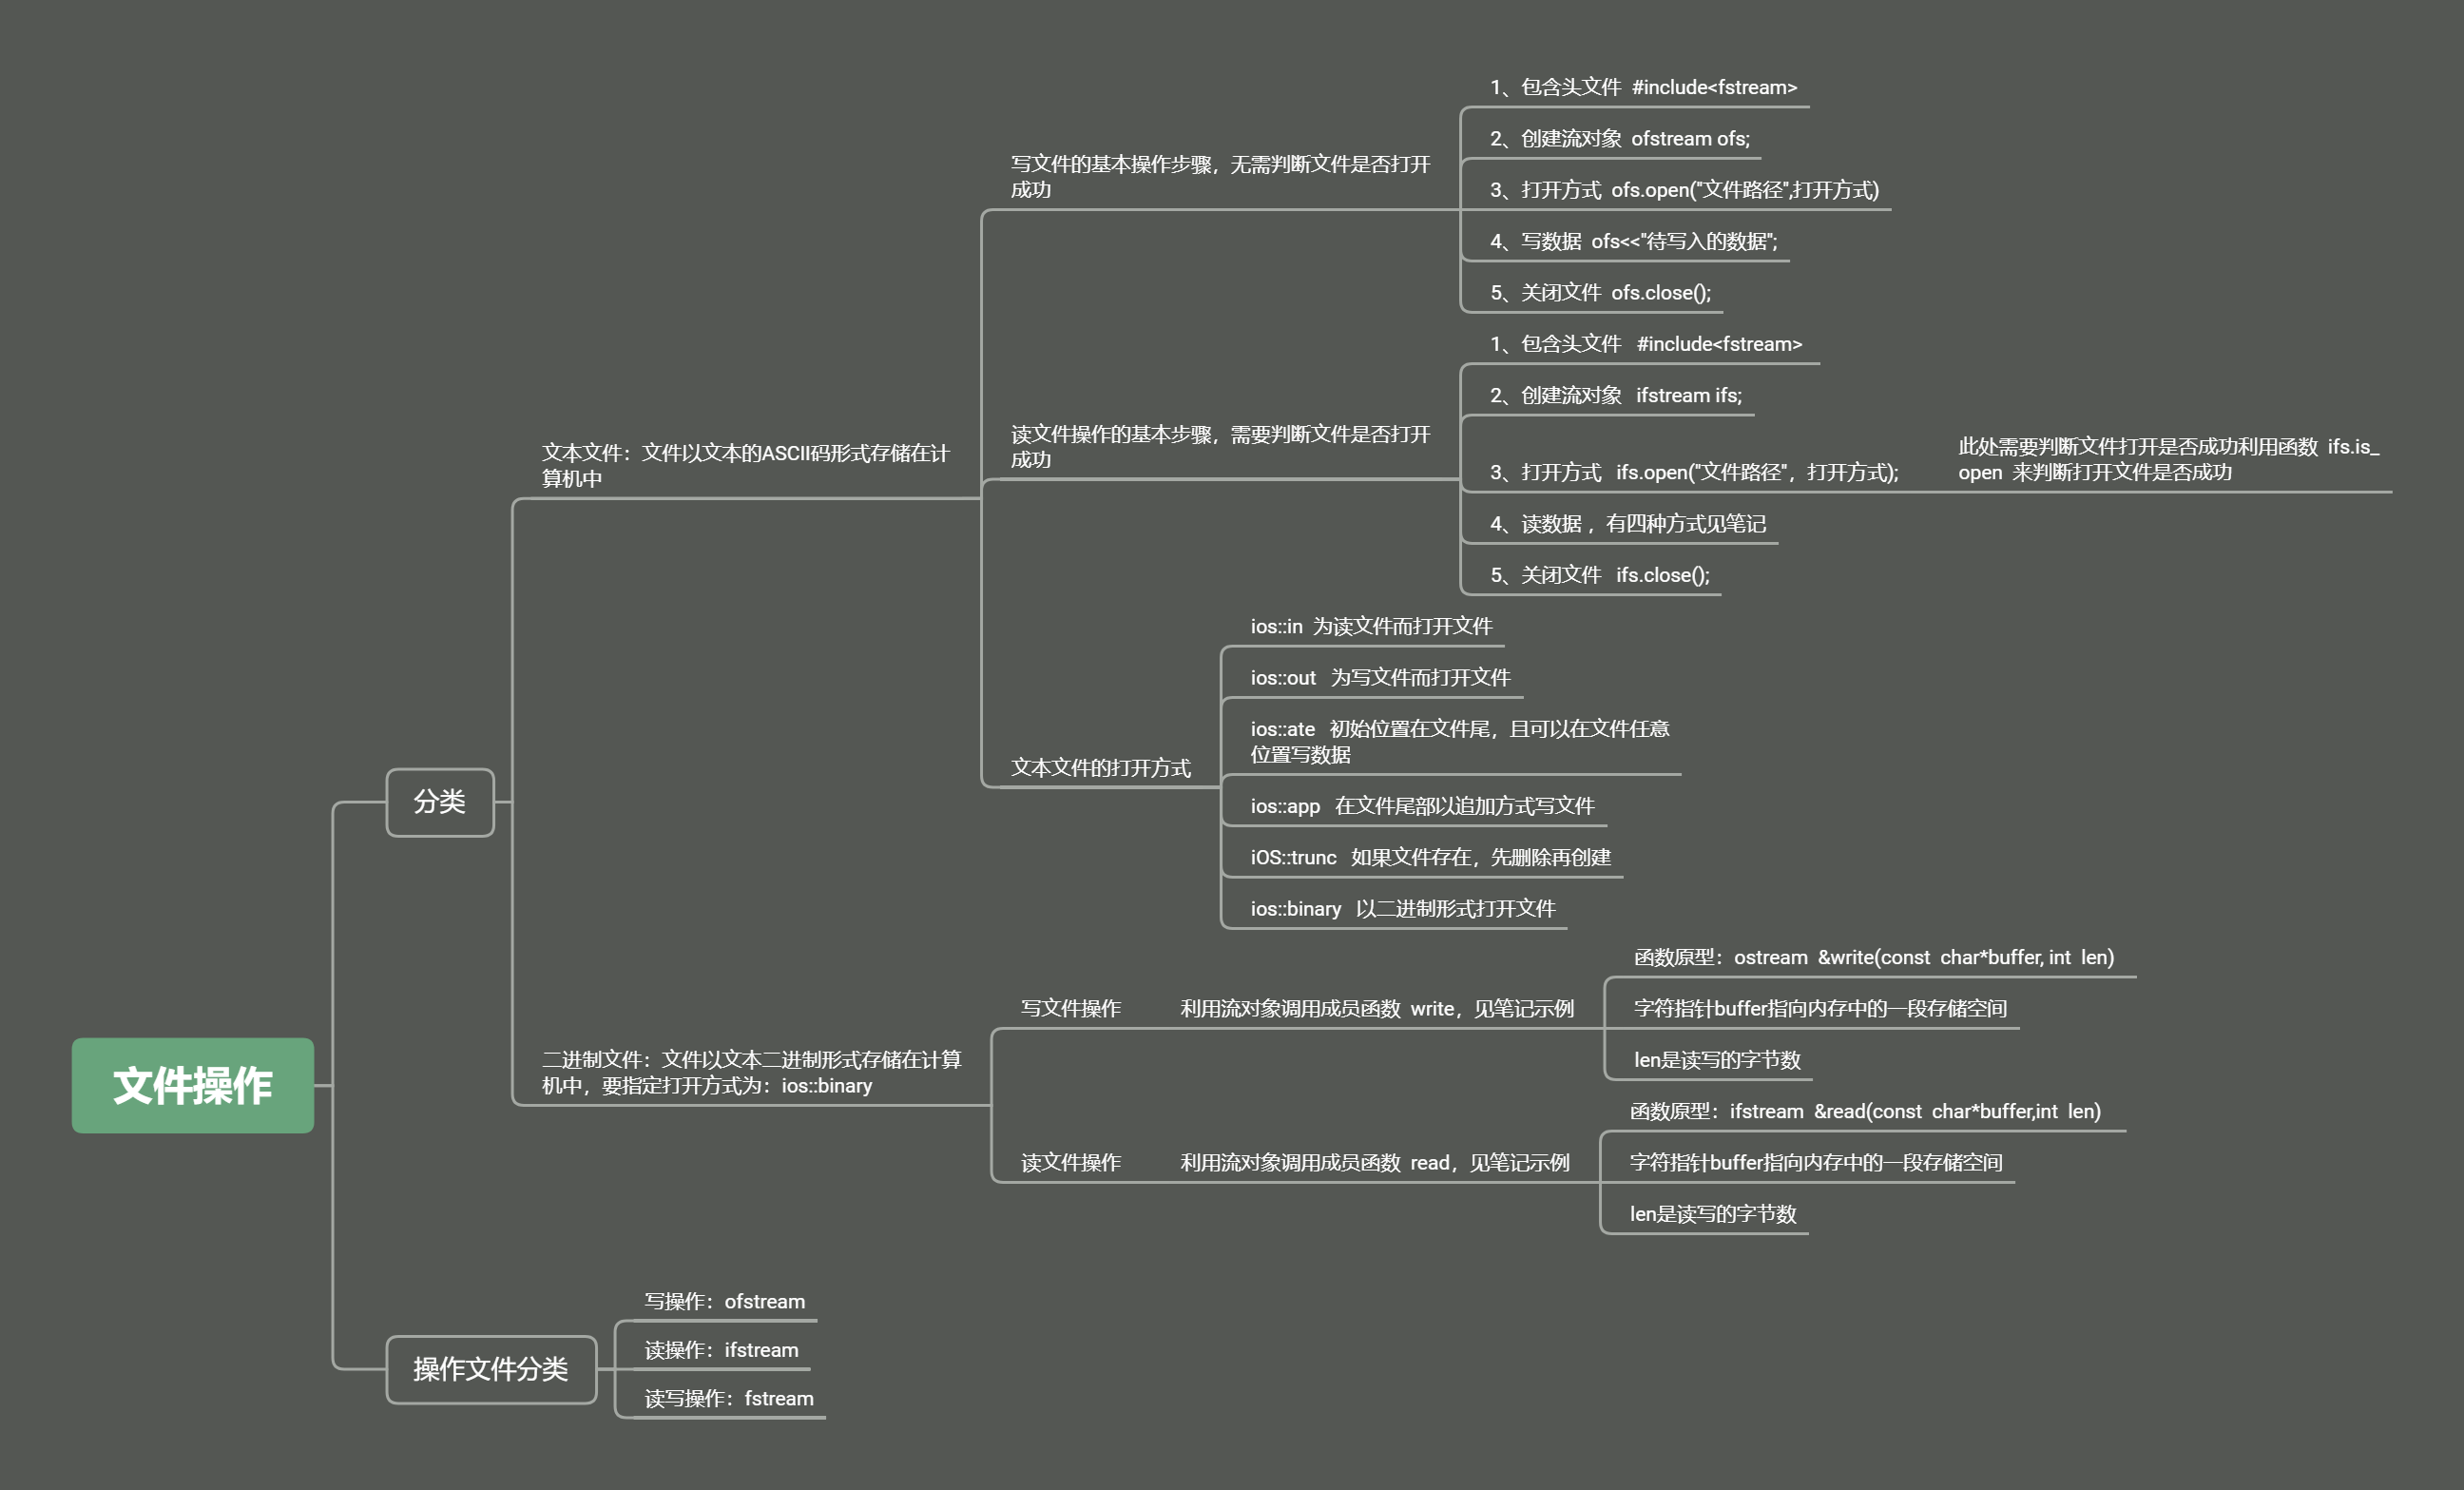 文件操作
分类
文本文件：文件以文本的ASCII码形式存储在计
算机中
写文件的基本操作步骤，无需判断文件是否打开
成功
1、包含头文件 #include<fstream>
2、创建流对象 ofstream ofs;
3、打开方式 ofs.open("文件路径",打开方式)
4、写数据 ofs<<"待写入的数据";
5、关闭文件 ofs.close();
读文件操作的基本步骤，需要判断文件是否打开
成功
1、包含头文件 #include<fstream>
2、创建流对象 ifstream ifs;
3、打开方式 ifs.open("文件路径"，打开方式);
此处需要判断文件打开是否成功利用函数 ifs.is_
open 来判断打开文件是否成功
4、读数据 ，有四种方式见笔记
5、关闭文件 ifs.close();
文本文件的打开方式
ios::in 为读文件而打开文件
ios::out 为写文件而打开文件
ios::ate 初始位置在文件尾，且可以在文件任意
位置写数据
ios::app 在文件尾部以追加方式写文件
iOS::trunc 如果文件存在，先删除再创建
ios::binary 以二进制形式打开文件
二进制文件：文件以文本二进制形式存储在计算
机中，要指定打开方式为：ios::binary
写文件操作
利用流对象调用成员函数 write，见笔记示例
函数原型：ostream &write(const char*buffer, int len)
字符指针buffer指向内存中的一段存储空间
len是读写的字节数
读文件操作
利用流对象调用成员函数 read，见笔记示例
函数原型：ifstream &read(const char*buffer,int len)
字符指针buffer指向内存中的一段存储空间
len是读写的字节数
操作文件分类
写操作：ofstream
读操作：ifstream
读写操作：fstream